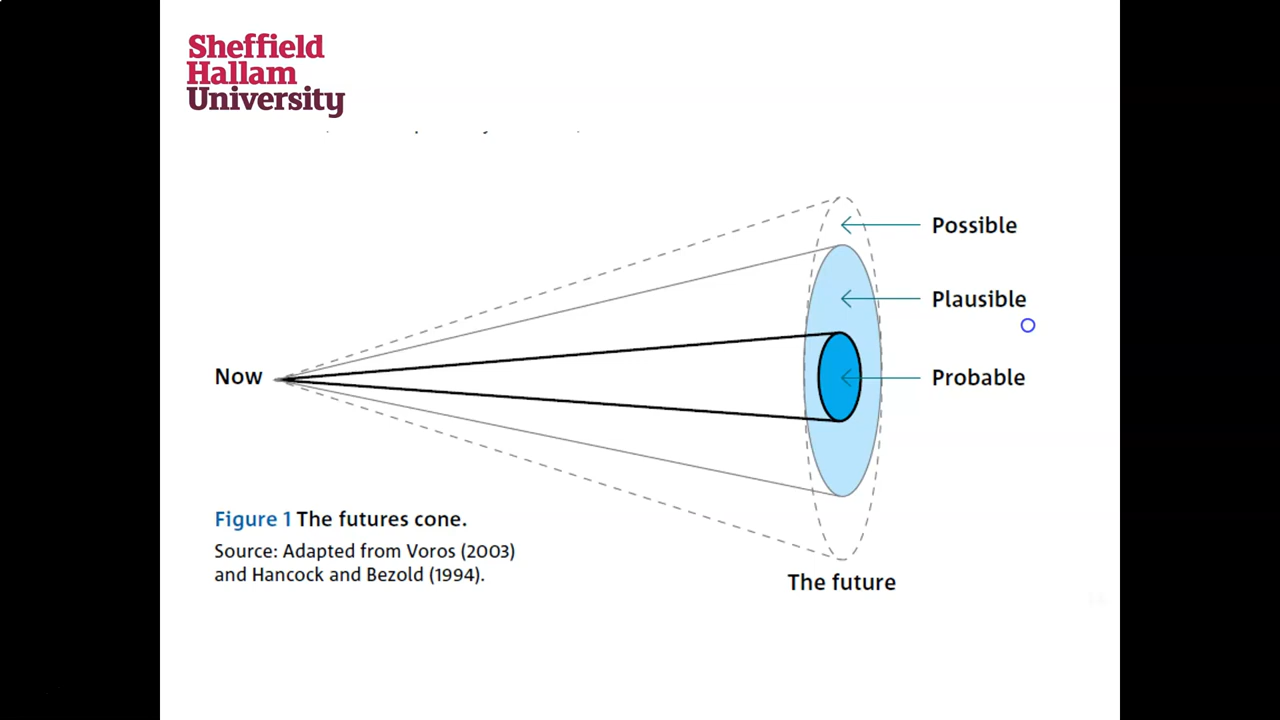 Sheffield
Hallam
University
Possible
Plausible
Now
Probable
Figure 1 The futures cone.
Source: Adapted from Voros (2003)
and Hancock and Bezold (1994).
The future